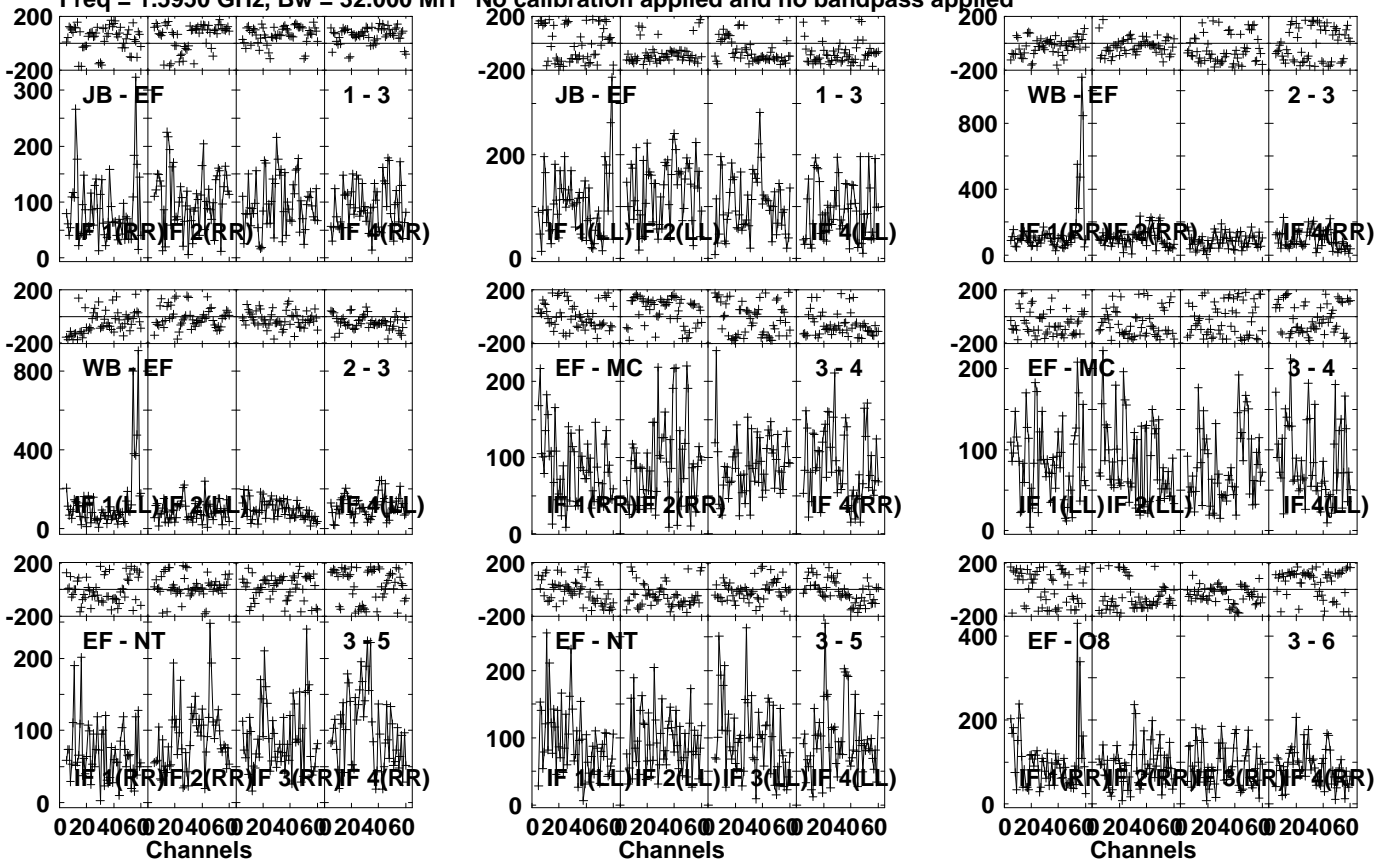 Freq = 1.5950 GHz, Bw = 32.000 MH No calibration applied and no bandpass applied
200
-200
300
200
100
0
JB - EF
1 - 3
IF 1(RR)
IF 2(RR)
IF 4(RR)
200
-200
200
0
JB - EF
1 - 3
IF 1(LL)
IF 2(LL)
IF 4(LL)
200
-200
800
400
0
WB - EF
2 - 3
IF 1(RR)
IF 2(RR)
IF 4(RR)
200
-200
800
400
0
WB - EF
2 - 3
IF 1(LL)
IF 2(LL)
IF 4(LL)
200
-200
200
100
0
EF - MC
3 - 4
IF 1(RR)
IF 2(RR)
IF 4(RR)
200
-200
200
100
0
EF - MC
3 - 4
IF 1(LL)
IF 2(LL)
IF 4(LL)
200
-200
200
100
0
EF - NT
3 - 5
IF 1(RR)
IF 2(RR)
IF 3(RR)
IF 4(RR)
0 20 40 60 0 20 40 60 0 20 40 60 0 20 40 60
Channels
200
-200
200
100
0
EF - NT
3 - 5
IF 1(LL)
IF 2(LL)
IF 3(LL)
IF 4(LL)
0 20 40 60 0 20 40 60 0 20 40 60 0 20 40 60
Channels
200
-200
400
200
0
EF - O8
3 - 6
IF 1(RR)
IF 2(RR)
IF 3(RR)
IF 4(RR)
0 20 40 60 0 20 40 60 0 20 40 60 0 20 40 60
Channels